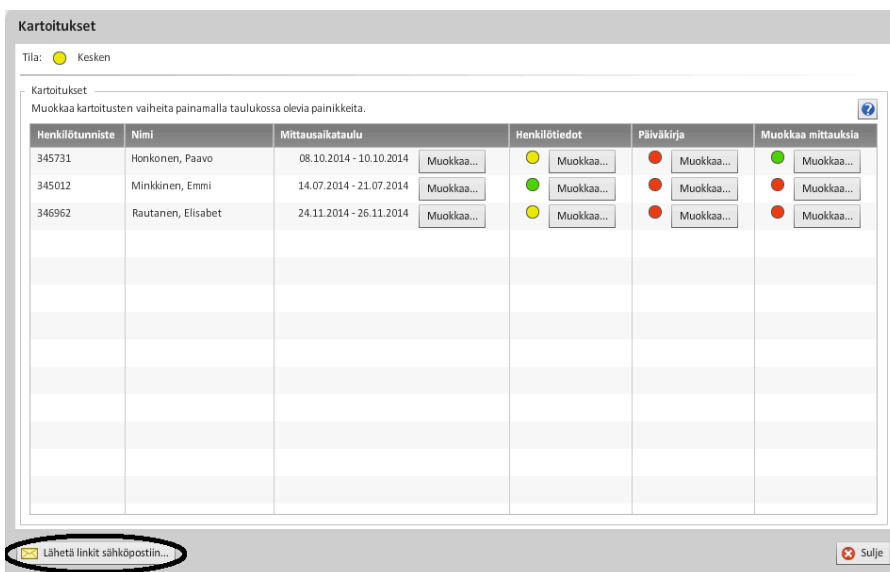 Kartoitukset
Tila: Kesken
Kartoitukset
Muokkaa kartoitusten vaiheita painamalla taulukossa olevia painikkeita.
Henkilötunniste Nimi Mittausaikataulu Henkilötiedot Päiväkirja Muokkaa mittauksia
345731 Honkonen, Paavo 08.10.2014 - 10.10.2014 Muokkaa... Muokkaa... Muokkaa... Muokkaa...
345012 Minkkinen, Emmi 14.07.2014 - 21.07.2014 Muokkaa... Muokkaa... Muokkaa... Muokkaa...
346962 Rautanen, Elisabet 24.11.2014 - 26.11.2014 Muokkaa... Muokkaa... Muokkaa... Muokkaa...
Lähetä linkit sähköpostiin... Sulje